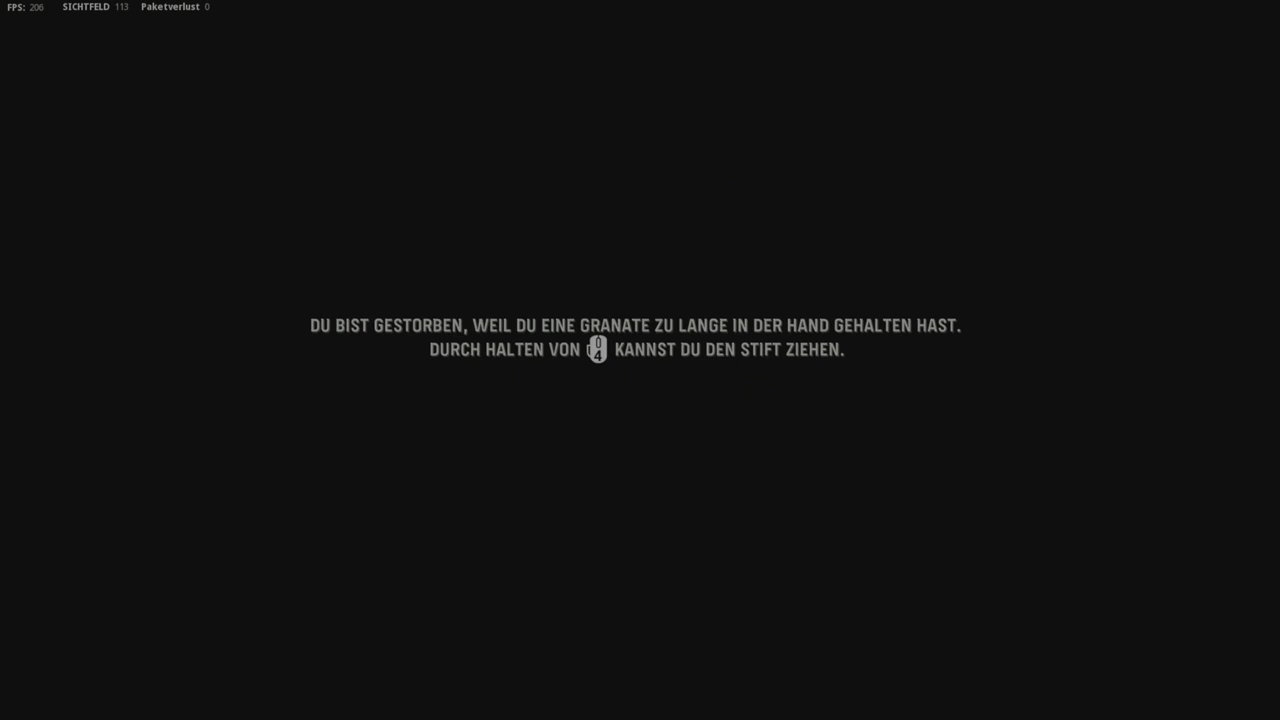 FPS: 206 SICHTFELD 113 Paketverlust 0
DU BIST GESTORBEN, WEIL DU EINE GRANATE ZU LANGE IN DER HAND GEHALTEN HAST.
DURCH HALTEN VON 4 KANNST DU DEN STIFT ZIEHEN.